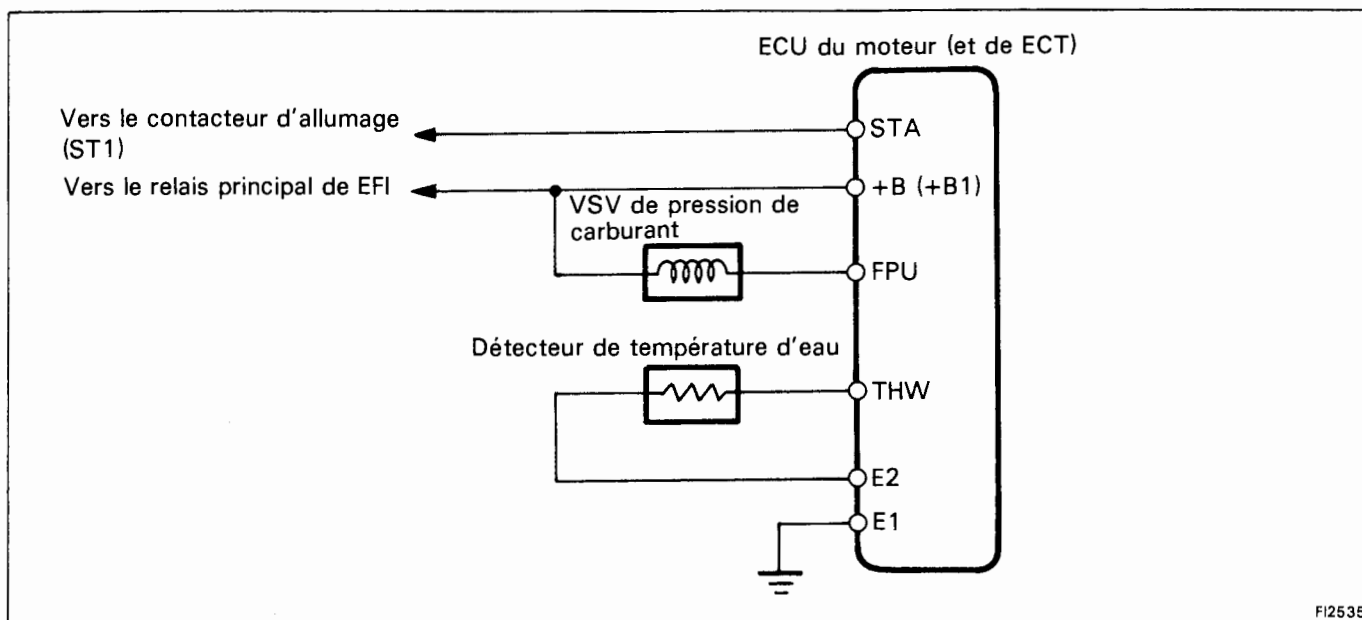 ECU du moteur (et de ECT)
Vers le contacteur d'allumage
(ST1)
STA
Vers le relais principal de EFI
+B (+B1)
VSV de pression de
carburant
FPU
Détecteur de température d'eau
THW
E2
E1
FI2535